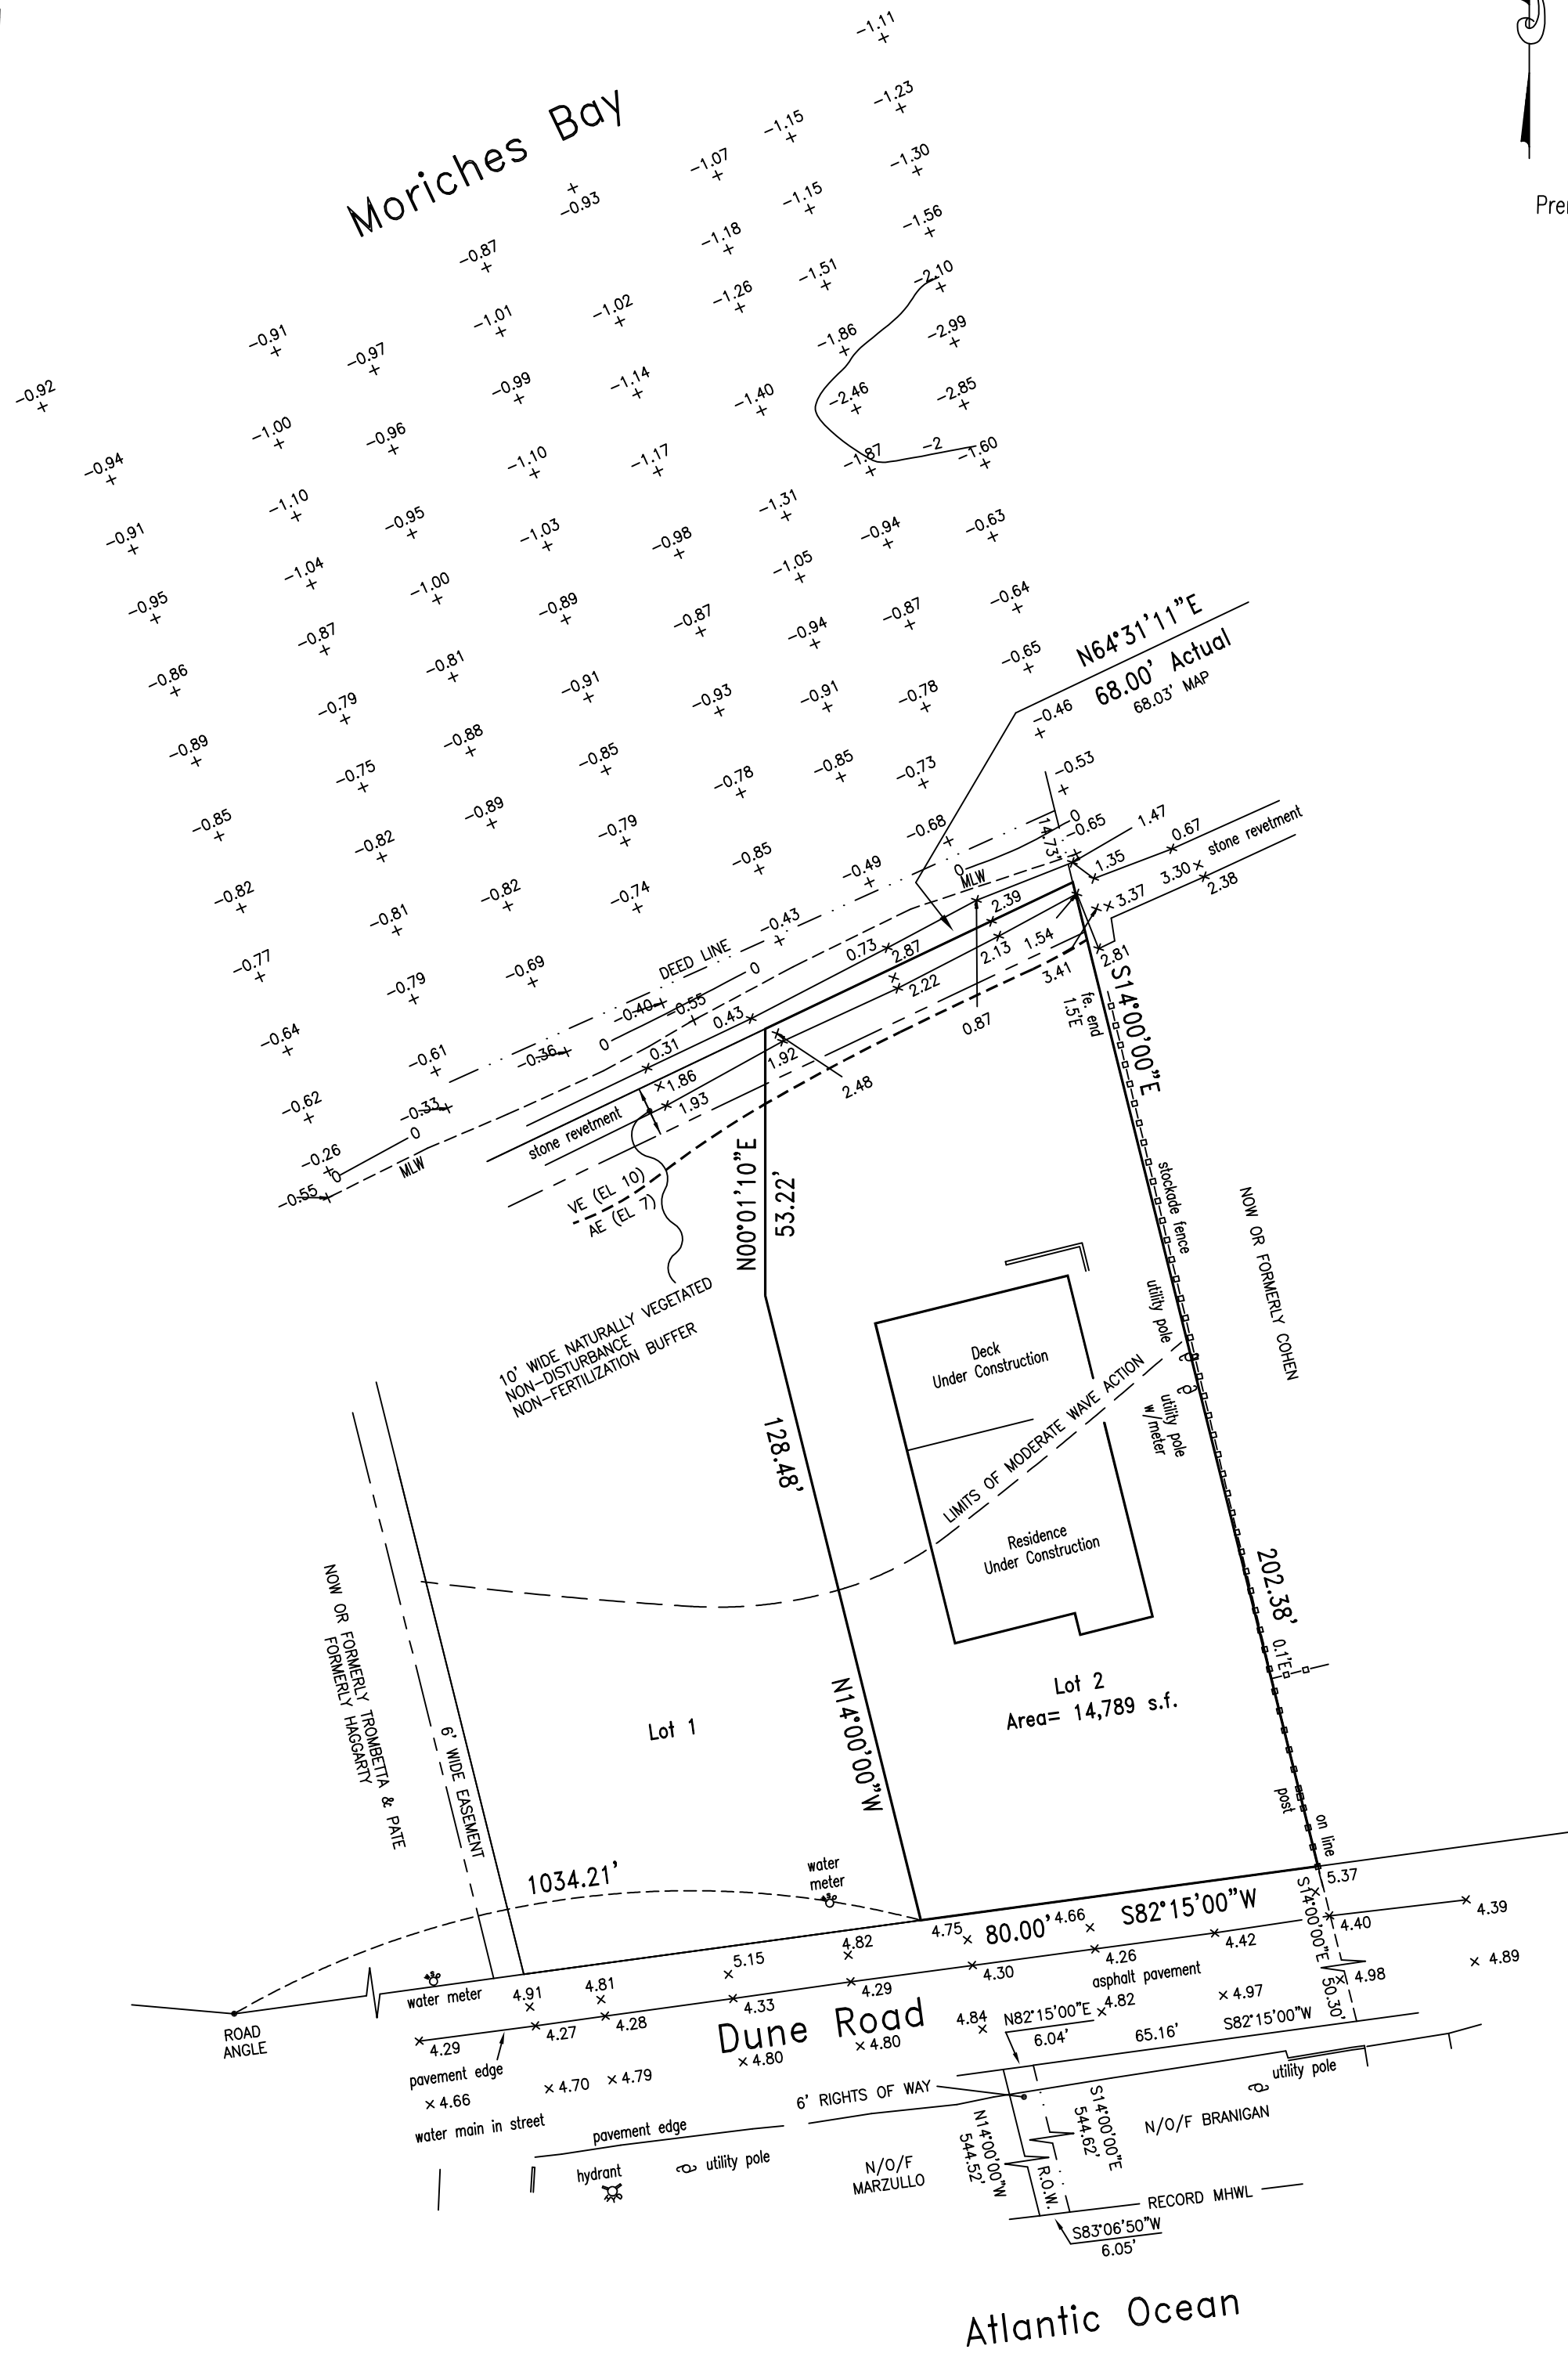 Moriches Bay
-1.11
-1.23
-1.15
-1.07
-1.30
-0.93
-1.15
-0.87
-1.18
-1.56
-1.51
-2.10
-1.26
-1.02
-1.01
-0.91
-0.97
-1.86
-2.99
-0.92
-0.99
-1.14
-1.40
-2.46
-2.85
-1.00
-0.96
-0.94
-1.10
-1.17
-1.87
-2
-1.60
-1.10
-0.95
-1.03
-0.98
-1.31
-0.94
-0.63
-0.91
-1.04
-1.00
-0.89
-0.87
-1.05
-0.87
-0.64
-0.95
-0.87
-0.81
-0.91
-0.94
-0.65
-0.86
-0.79
-0.88
-0.85
-0.93
-0.91
-0.78
-0.46
-0.89
-0.75
-0.89
-0.79
-0.78
-0.85
-0.73
-0.53
-0.85
-0.82
-0.82
-0.74
-0.85
-0.49
-0.68
-0.65
-0.82
-0.81
-0.69
-0.43
-0.77
-0.79
-0.40
-0.55
-0.64
-0.61
-0.36
-0.62
-0.33
-0.26
-0.55
N64°31'11"E
68.00' Actual
68.03' MAP
14.73'
0
0
0
0
0
0
MLW
MLW
DEED LINE
1.47
0.67
stone revetment
1.35
3.30
2.38
3.37
2.81
2.39
0.73
2.87
2.13
1.54
3.41
2.22
0.87
0.43
0.31
1.92
2.48
1.86
1.93
stone revetment
VE (EL 10)
AE (EL 7)
10' WIDE NATURALLY VEGETATED
NON-DISTURBANCE
NON-FERTILIZATION BUFFER
N00°01'10"E
53.22'
128.48'
N14°00'00"W
S14°00'00"E
202.38'
fe. end
1.5'E
stockade fence
utility pole
utility pole
w/meter
NOW OR FORMERLY COHEN
Deck
Under Construction
LIMITS OF MODERATE WAVE ACTION
Residence
Under Construction
0.1'E
Lot 2
Area= 14,789 s.f.
Lot 1
NOW OR FORMERLY TROMBETTA & PATE
FORMERLY HAGGARTY
6' WIDE EASEMENT
post
on line
1034.21'
water
meter
water meter
ROAD
ANGLE
80.00'
S82°15'00"W
5.37
4.39
4.40
S14°00'00"E
50.30'
4.75
4.66
4.82
5.15
4.81
4.91
4.42
4.26
4.30
4.29
4.33
4.28
4.27
4.29
asphalt pavement
4.98
4.89
4.97
4.82
4.84
4.80
4.80
4.79
4.70
4.66
Dune Road
pavement edge
water main in street
pavement edge
hydrant
utility pole
N82°15'00"E
6.04'
65.16'
S82°15'00"W
utility pole
6' RIGHTS OF WAY
N14°00'00"W
544.52'
S14°00'00"E
544.62'
R.O.W.
N/O/F BRANIGAN
N/O/F
MARZULLO
RECORD MHWL
S83°06'50"W
6.05'
Atlantic Ocean